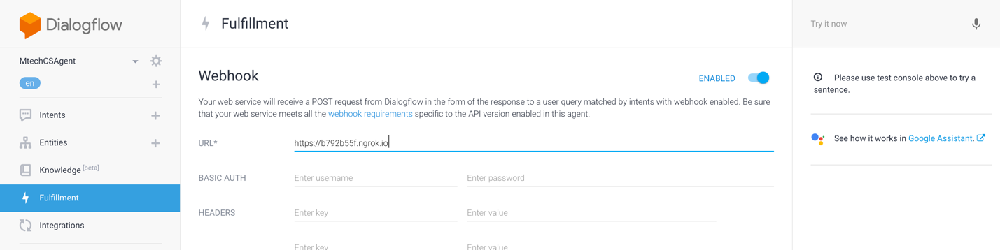 Dialogflow
MtechCSAgent
en
Intents
Entities
Knowledge [beta]
Fulfillment
Integrations
Fulfillment
Webhook
ENABLED
Your web service will receive a POST request from Dialogflow in the form of the response to a user query matched by intents with webhook enabled. Be sure
that your web service meets all the webhook requirements specific to the API version enabled in this agent.
URL* https://b792b55f.ngrok.io
BASIC AUTH Enter username Enter password
HEADERS Enter key Enter value
Enter key Enter value
Try it now
Please use test console above to try a
sentence.
See how it works in Google Assistant.